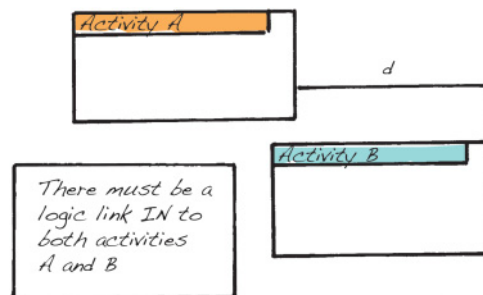 Activity A
d
Activity B
There must be a
logic link IN to
both activities
A and B